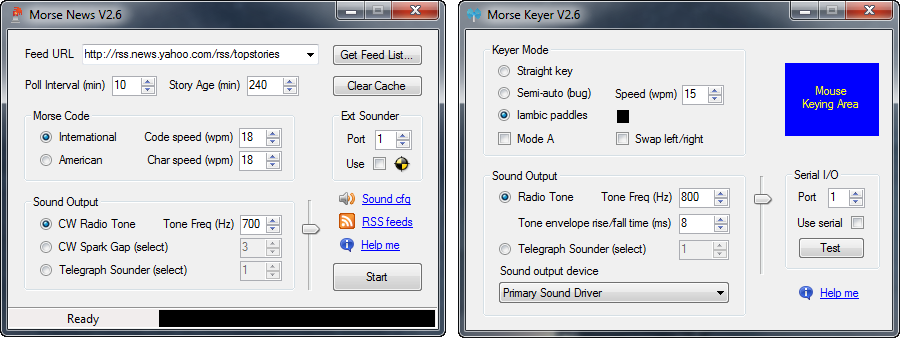 Morse News V2.6
Feed URL http://rss.news.yahoo.com/rss/topstories Get Feed List...
Poll Interval (min) 10 Story Age (min) 240 Clear Cache
Morse Code
International Code speed (wpm) 18
American Char speed (wpm) 18
Ext Sounder
Port 1
Use
Sound Output
CW Radio Tone Tone Freq (Hz) 700
CW Spark Gap (select) 3
Telegraph Sounder (select) 1
Sound cfg
RSS feeds
Help me
Start
Ready
Morse Keyer V2.6
Keyer Mode
Straight key
Semi-auto (bug) Speed (wpm) 15
Iambic paddles
Mode A Swap left/right
Mouse
Keying Area
Sound Output
Radio Tone Tone Freq (Hz) 800
Tone envelope rise/fall time (ms) 8
Telegraph Sounder (select) 1
Sound output device
Primary Sound Driver
Serial I/O
Port 1
Use serial
Test
Help me